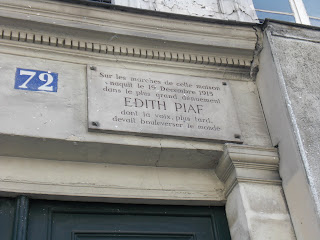 72
Sur les marches de cette maison
naquit le 19 Décembre 1915
dans le plus grand dénuement
EDITH PIAF
dont la voix, plus tard,
devait bouleverser le monde